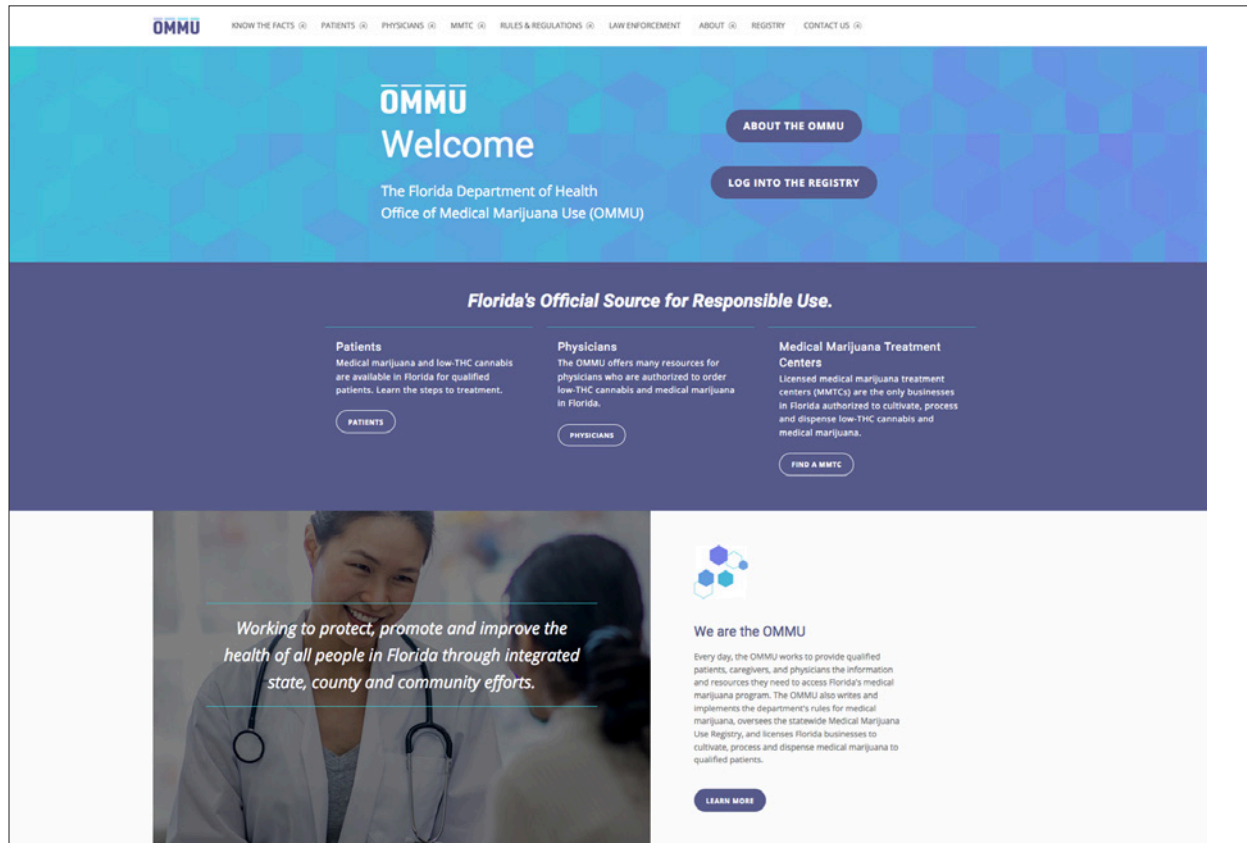 OMMU
KNOW THE FACTS PATIENTS PHYSICIANS MMTC RULES & REGULATIONS LAW ENFORCEMENT ABOUT REGISTRY CONTACT US
OMMU
Welcome
The Florida Department of Health
Office of Medical Marijuana Use (OMMU)
ABOUT THE OMMU
LOG INTO THE REGISTRY
Florida's Official Source for Responsible Use.
Patients
Medical marijuana and low-THC cannabis
are available in Florida for qualified
patients. Learn the steps to treatment.
PATIENTS
Physicians
The OMMU offers many resources for
physicians who are authorized to order
low-THC cannabis and medical marijuana
in Florida.
PHYSICIANS
Medical Marijuana Treatment
Centers
Licensed medical marijuana treatment
centers (MMTCs) are the only businesses
in Florida authorized to cultivate, process
and dispense low-THC cannabis and
medical marijuana.
FIND A MMTC
Working to protect, promote and improve the
health of all people in Florida through integrated
state, county and community efforts.
We are the OMMU
Every day, the OMMU works to provide qualified
patients, caregivers, and physicians the information
and resources they need to access Florida's medical
marijuana program. The OMMU also writes and
implements the department's rules for medical
marijuana, oversees the statewide Medical Marijuana
Use Registry, and licenses Florida businesses to
cultivate, process and dispense medical marijuana to
qualified patients.
LEARN MORE